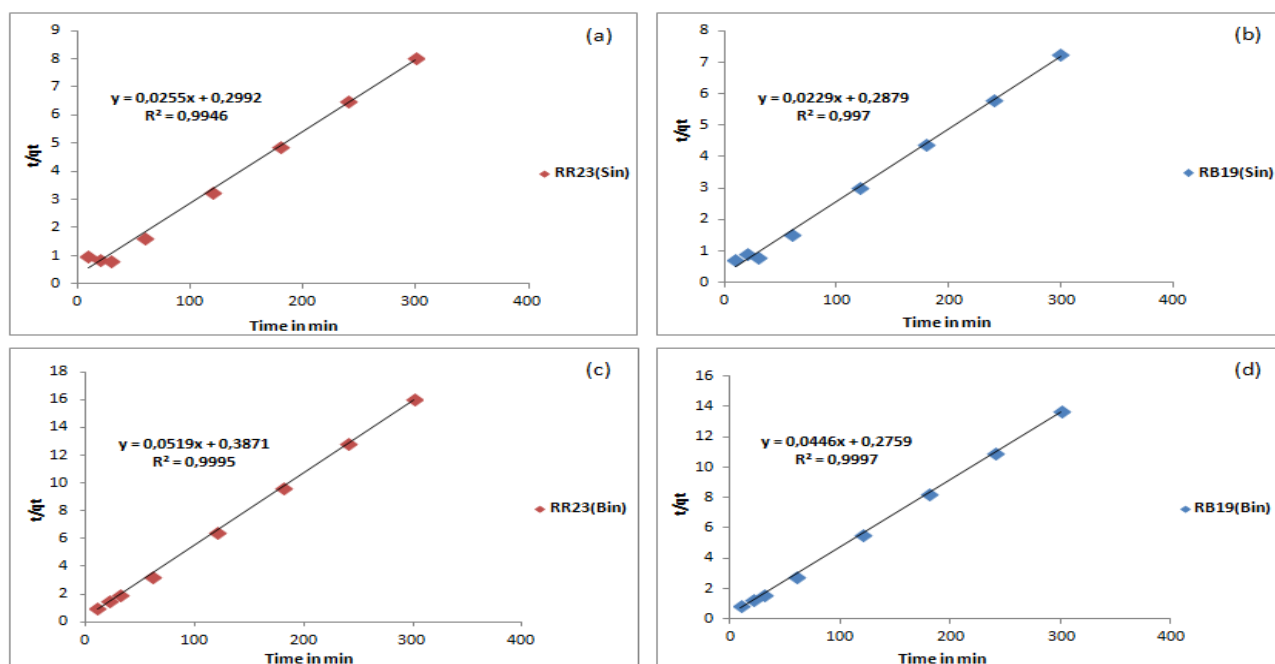 (a)
9
8
7
6
5
4
3
2
1
0
t/qt
y = 0,0255x + 0,2992
R² = 0,9946
RR23(Sin)
0 100 200 300 400
Time in min
(b)
8
7
6
5
4
3
2
1
0
t/qt
y = 0,0229x + 0,2879
R² = 0,997
RB19(Sin)
0 100 200 300 400
Time in min
(c)
18
16
14
12
10
8
6
4
2
0
t/qt
y = 0,0519x + 0,3871
R² = 0,9995
RR23(Bin)
0 100 200 300 400
Time in min
(d)
16
14
12
10
8
6
4
2
0
t/qt
y = 0,0446x + 0,2759
R² = 0,9997
RB19(Bin)
0 100 200 300 400
Time in min